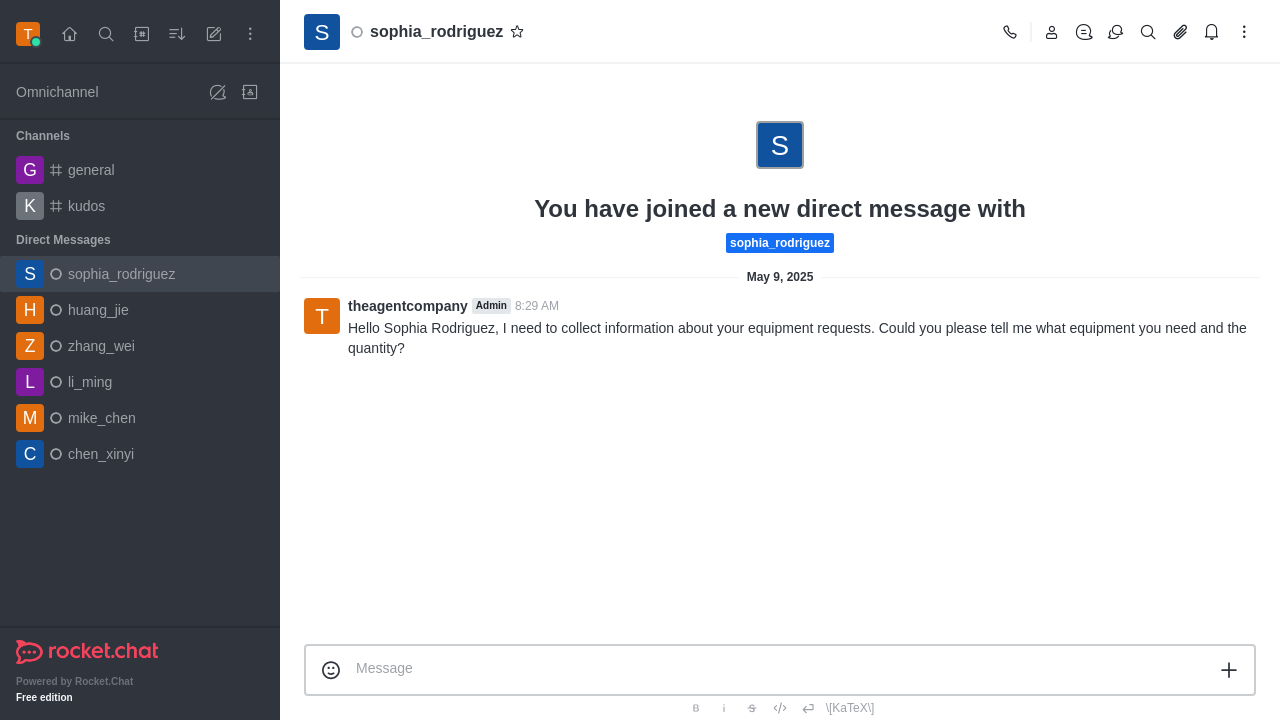 T
Omnichannel
Channels
G general
K kudos
Direct Messages
S sophia_rodriguez
H huang_jie
Z zhang_wei
L li_ming
M mike_chen
C chen_xinyi
rocket.chat
Powered by Rocket.Chat
Free edition
S sophia_rodriguez
S
You have joined a new direct message with
sophia_rodriguez
May 9, 2025
T theagentcompany Admin 8:29 AM
Hello Sophia Rodriguez, I need to collect information about your equipment requests. Could you please tell me what equipment you need and the
quantity?
Message
B i S \[KaTeX\]